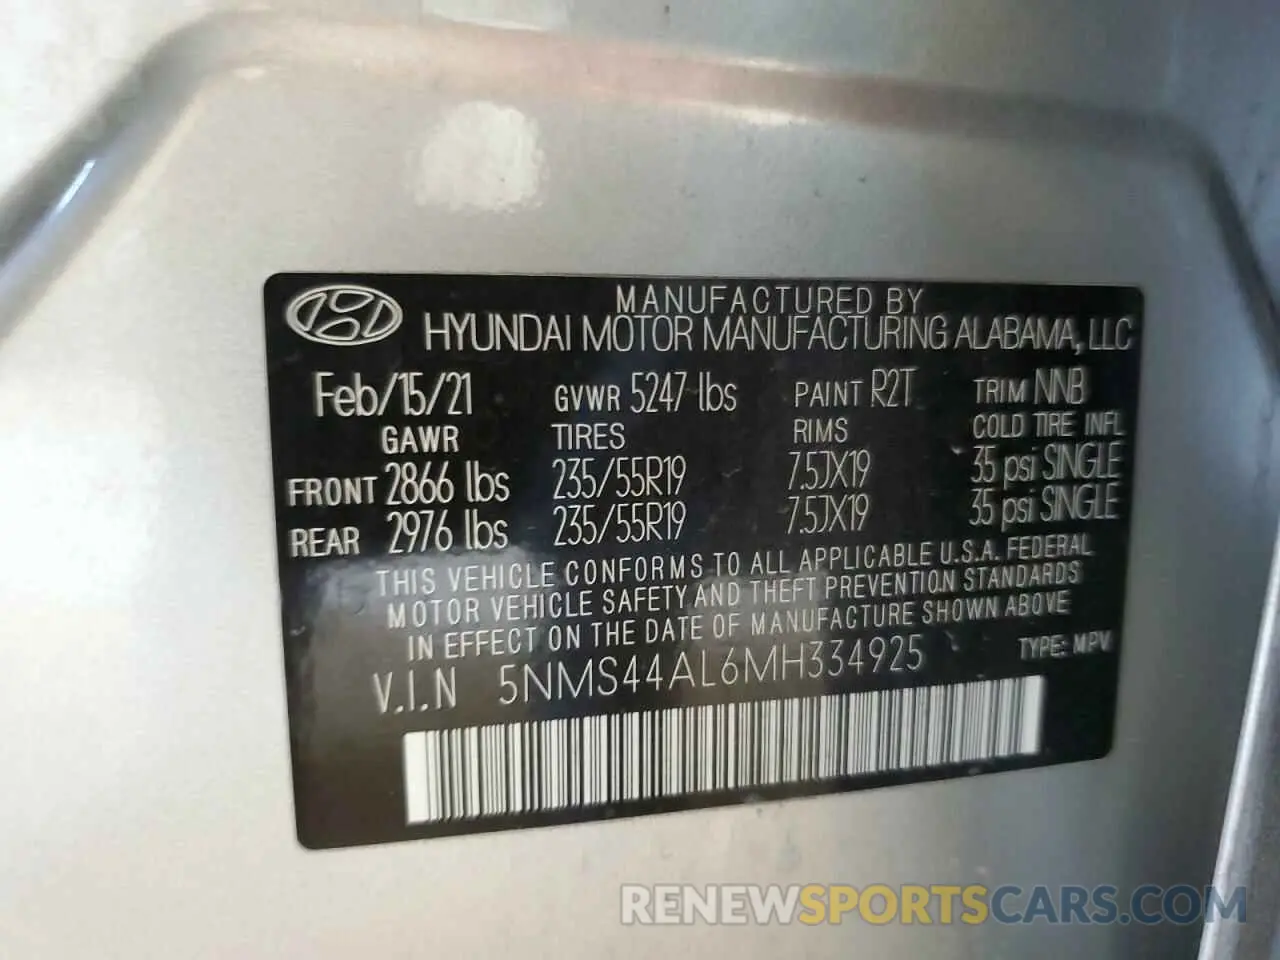 MANUFACTURED BY
HYUNDAI MOTOR MANUFACTURING ALABAMA, LLC
Feb/15/21 GVWR 5247 lbs PAINT R2T TRIM NNB
GAWR TIRES RIMS COLD TIRE INFL
FRONT 2866 lbs 235/55R19 7.5JX19 35 psi SINGLE
REAR 2976 lbs 235/55R19 7.5JX19 35 psi SINGLE
THIS VEHICLE CONFORMS TO ALL APPLICABLE U.S.A. FEDERAL
MOTOR VEHICLE SAFETY AND THEFT PREVENTION STANDARDS
IN EFFECT ON THE DATE OF MANUFACTURE SHOWN ABOVE
V.I.N 5NMS44AL6MH334925 TYPE: MPV
RENEWSPORTSCARS.COM